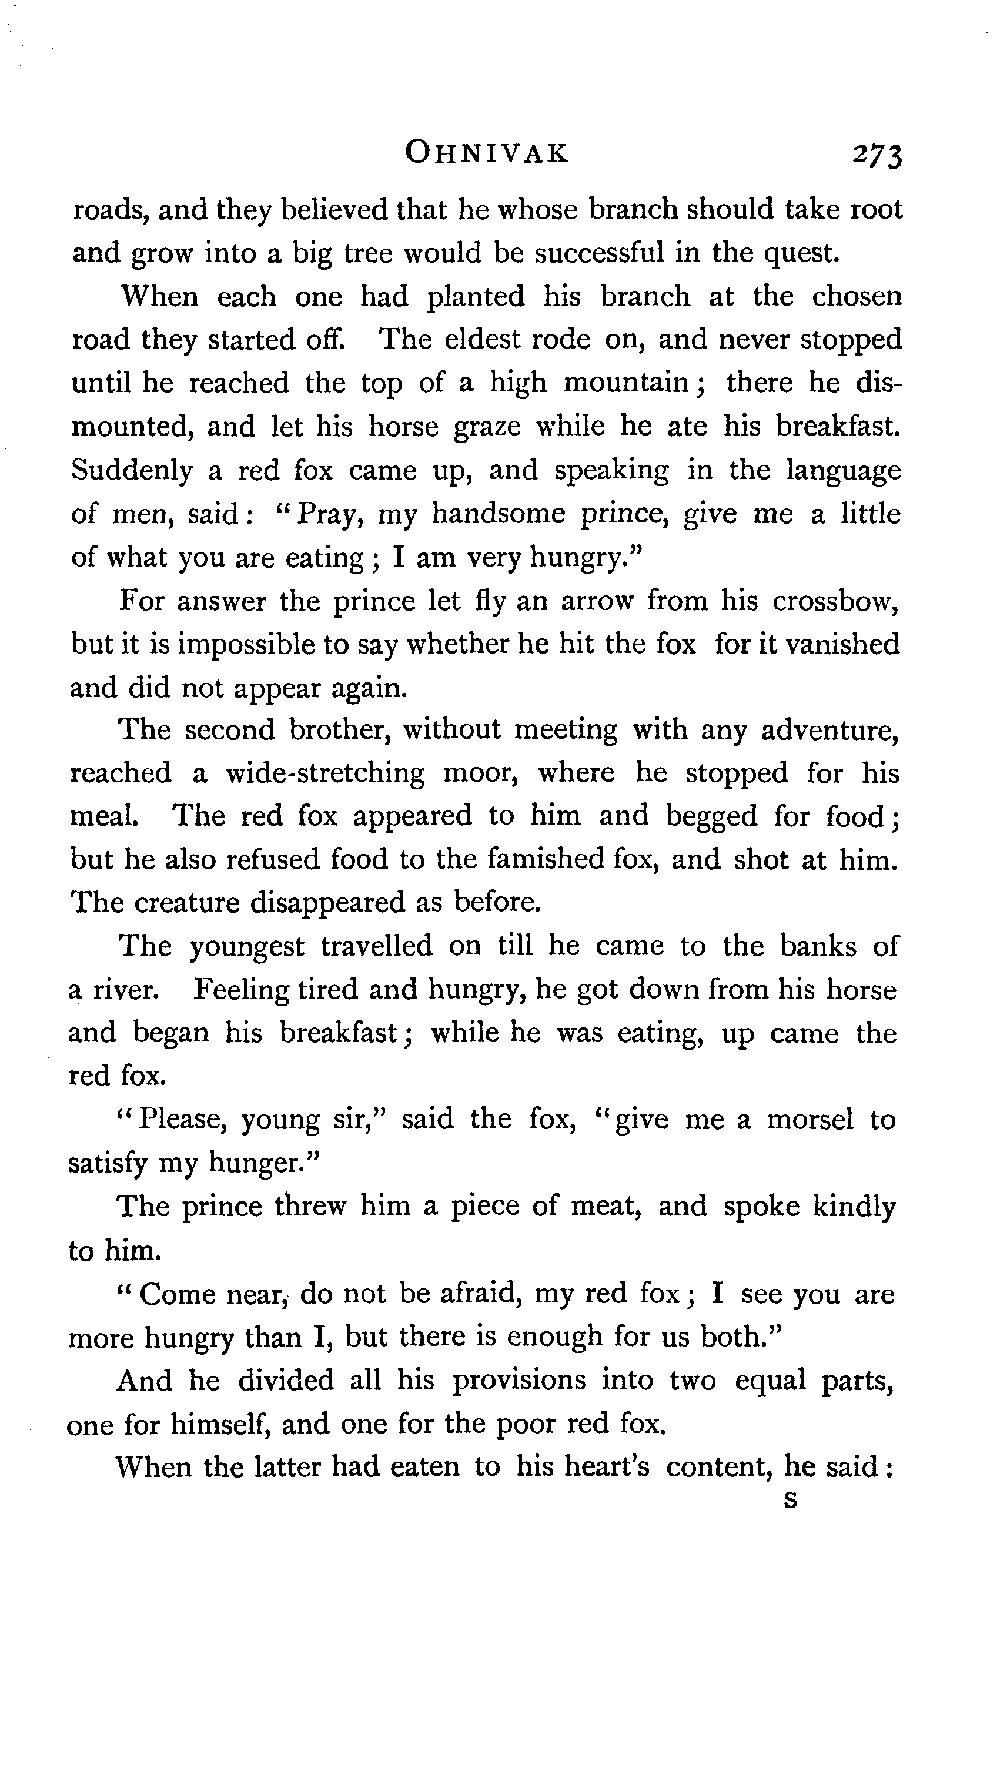 OHNIVAK 273
roads, and they believed that he whose branch should take root
and grow into a big tree would be successful in the quest.
When each one had planted his branch at the chosen
road they started off. The eldest rode on, and never stopped
until he reached the top of a high mountain; there he dis-
mounted, and let his horse graze while he ate his breakfast.
Suddenly a red fox came up, and speaking in the language
of men, said: "Pray, my handsome prince, give me a little
of what you are eating; I am very hungry."
For answer the prince let fly an arrow from his crossbow,
but it is impossible to say whether he hit the fox for it vanished
and did not appear again.
The second brother, without meeting with any adventure,
reached a wide-stretching moor, where he stopped for his
meal. The red fox appeared to him and begged for food;
but he also refused food to the famished fox, and shot at him.
The creature disappeared as before.
The youngest travelled on till he came to the banks of
a river. Feeling tired and hungry, he got down from his horse
and began his breakfast; while he was eating, up came the
red fox.
"Please, young sir," said the fox, "give me a morsel to
satisfy my hunger."
The prince threw him a piece of meat, and spoke kindly
to him.
"Come near, do not be afraid, my red fox; I see you are
more hungry than I, but there is enough for us both."
And he divided all his provisions into two equal parts,
one for himself, and one for the poor red fox.
When the latter had eaten to his heart's content, he said:
S